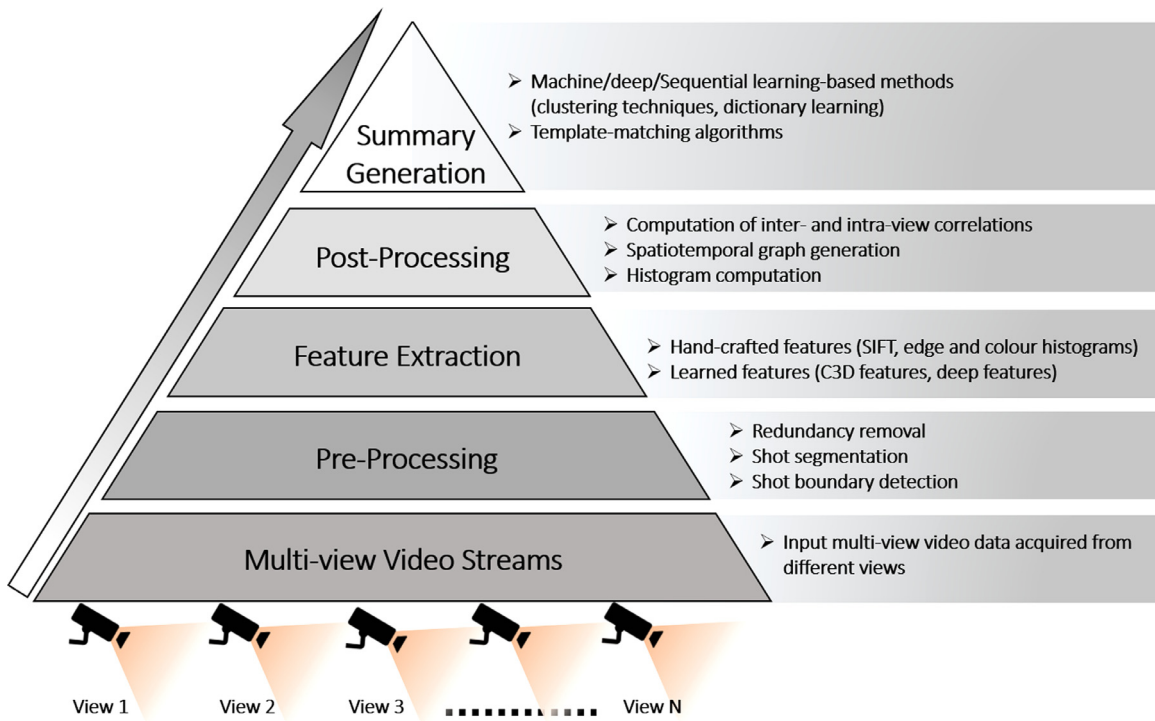 Summary
Generation
➢ Machine/deep/Sequential learning-based methods
(clustering techniques, dictionary learning)
➢ Template-matching algorithms
Post-Processing
➢ Computation of inter- and intra-view correlations
➢ Spatiotemporal graph generation
➢ Histogram computation
Feature Extraction
➢ Hand-crafted features (SIFT, edge and colour histograms)
➢ Learned features (C3D features, deep features)
Pre-Processing
➢ Redundancy removal
➢ Shot segmentation
➢ Shot boundary detection
Multi-view Video Streams
➢ Input multi-view video data acquired from
different views
View 1 View 2 View 3 View N